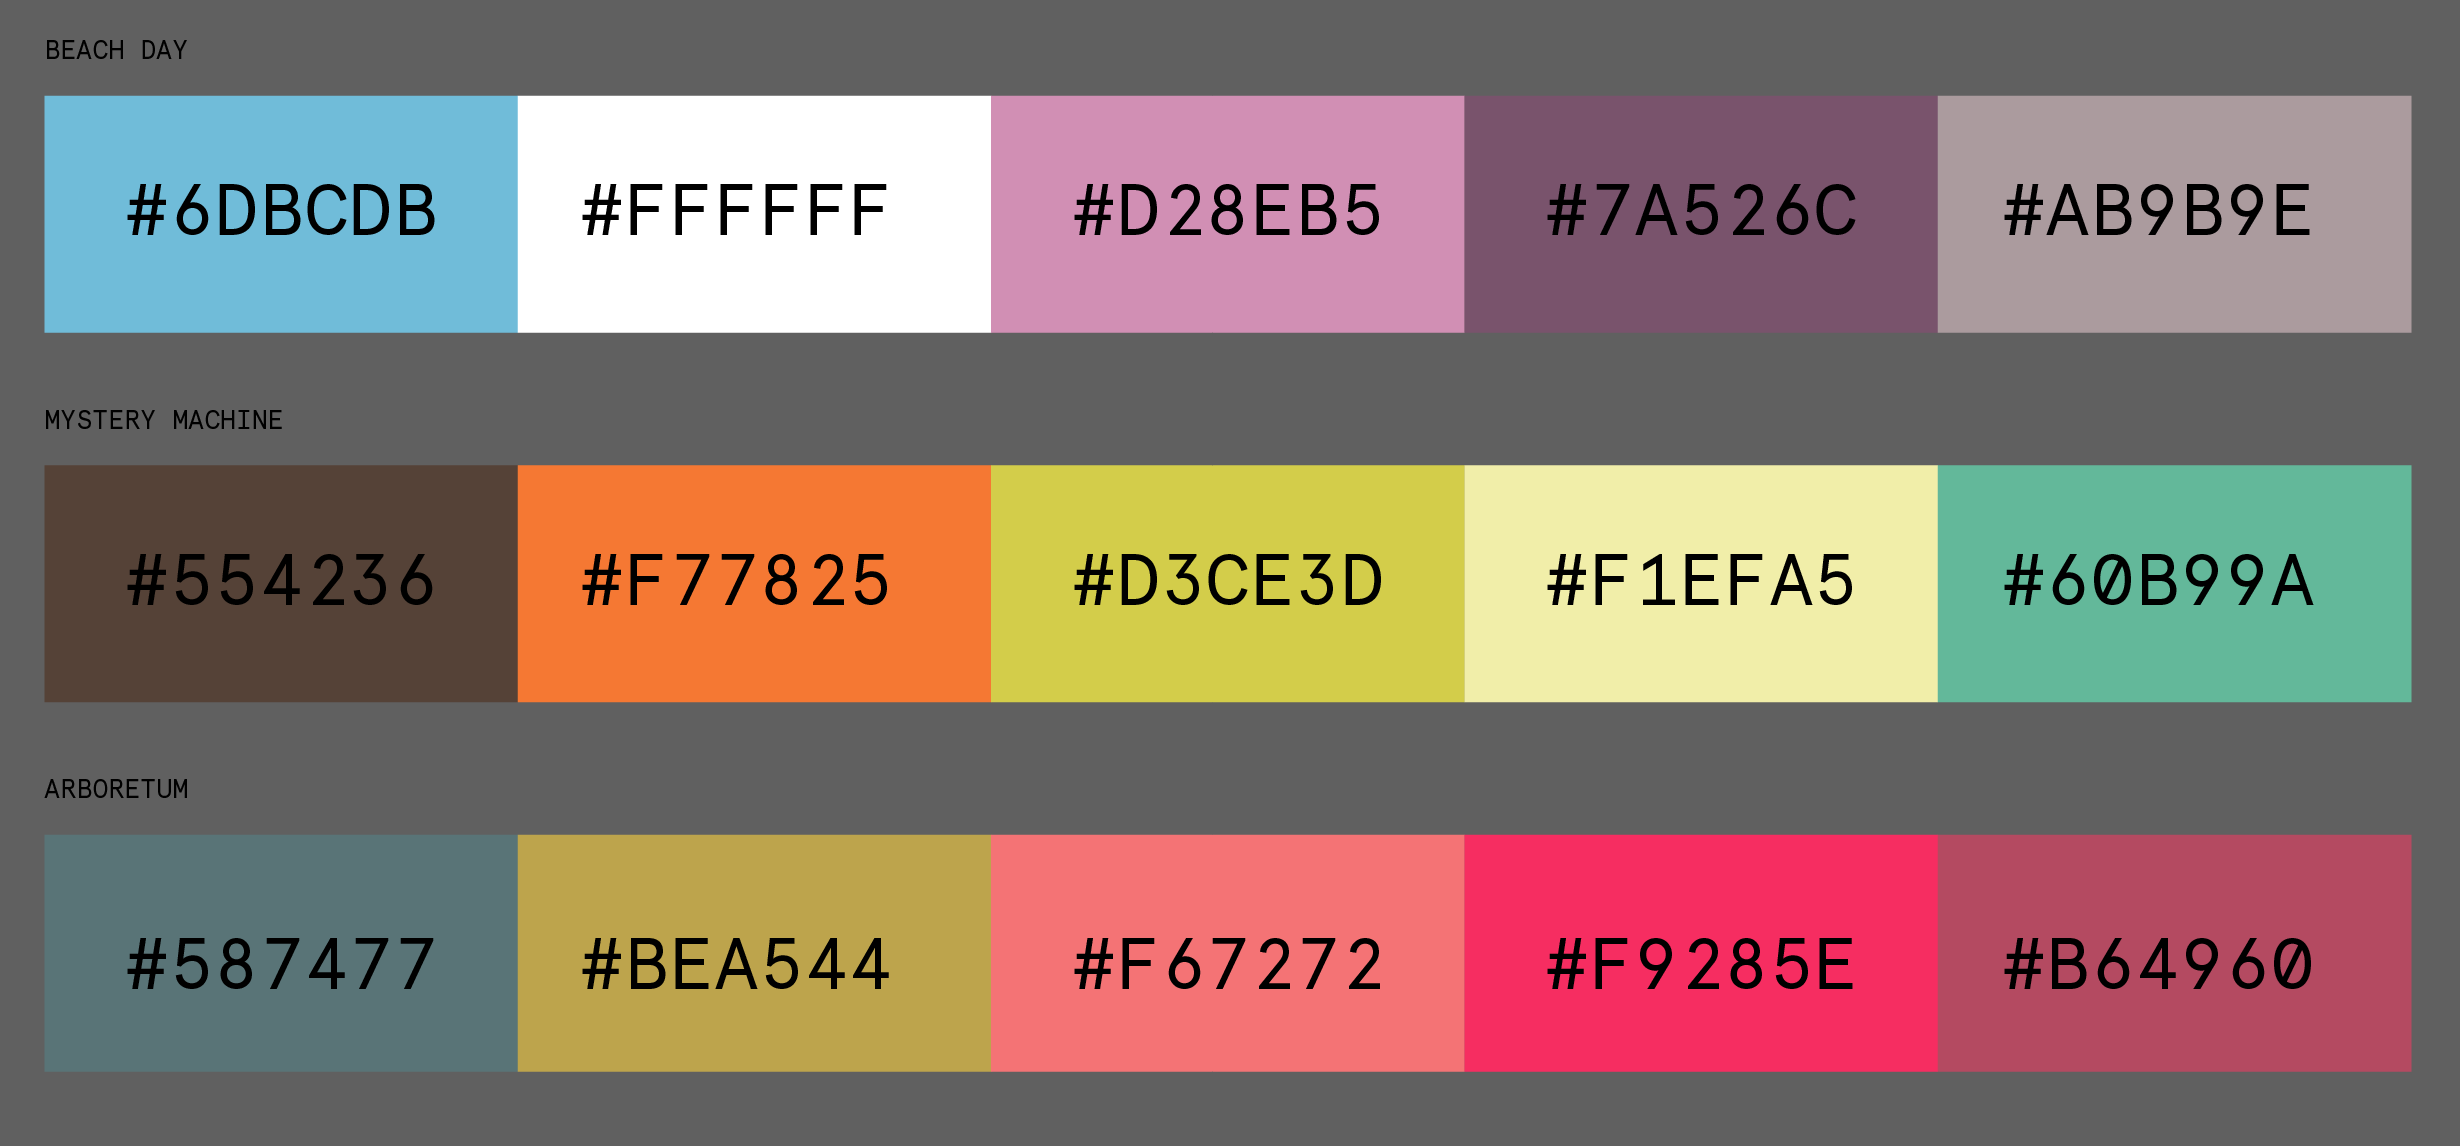 BEACH DAY
#6DBCDB #FFFFFF #D28EB5 #7A526C #AB9B9E
MYSTERY MACHINE
#554236 #F77825 #D3CE3D #F1EFA5 #60B99A
ARBORETUM
#587477 #BEA544 #F67272 #F9285E #B64960